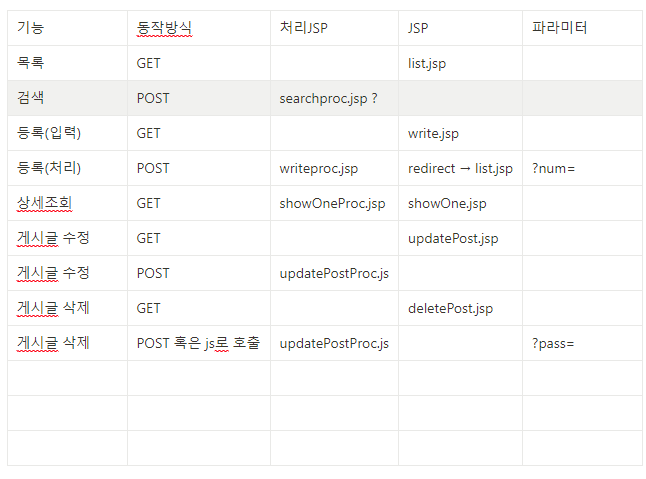 기능 동작방식 처리JSP JSP 파라미터
목록 GET list.jsp
검색 POST searchproc.jsp ?
등록(입력) GET write.jsp
등록(처리) POST writeproc.jsp redirect → list.jsp ?num=
상세조회 GET showOneProc.jsp showOne.jsp
게시글 수정 GET updatePost.jsp
게시글 수정 POST updatePostProc.js
게시글 삭제 GET deletePost.jsp
게시글 삭제 POST 혹은 js로 호출 updatePostProc.js ?pass=